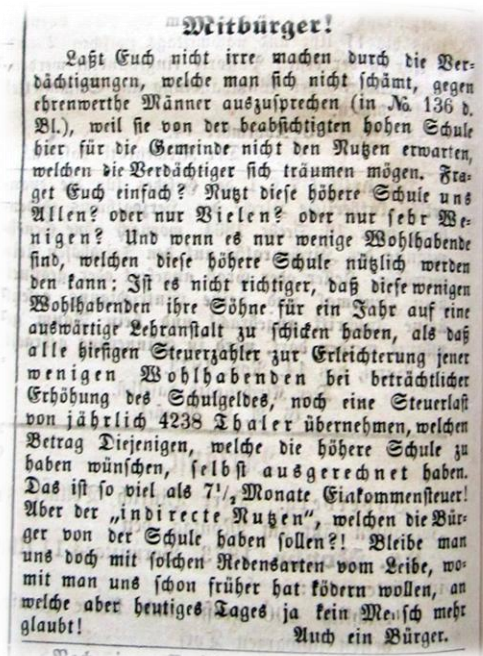 Mitbürger!
Laßt Euch nicht irre machen durch die Ver-
dächtigungen, welche man sich nicht schämt, gegen
ehrenwerthe Männer auszusprechen (in No. 136 d.
Bl.), weil sie von der beabsichtigten hohen Schule
hier für die Gemeinde nicht den Nutzen erwarten,
welchen die Verdächtiger sich träumen mögen. Fra-
get Euch einfach? Nutzt diese höhere Schule uns
Allen? oder nur Vielen? oder nur sehr We-
nigen? Und wenn es nur wenige Wohlhabende
sind, welchen diese höhere Schule nützlich werden
den kann: Ist es nicht richtiger, daß diese wenigen
Wohlhabenden ihre Söhne für ein Jahr auf eine
auswärtige Lehranstalt zu schicken haben, als daß
alle hiesigen Steuerzahler zur Erleichterung jener
wenigen Wohlhabenden bei beträchtlicher
Erhöhung des Schulgeldes, noch eine Steuerlast
von jährlich 4238 Thaler übernehmen, welchen
Betrag Diejenigen, welche die höhere Schule zu
haben wünschen, selbst ausgerechnet haben.
Das ist so viel als 7½ Monate Einkommensteuer!
Aber der „indirecte Nutzen“, welchen die Bür-
ger von der Schule haben sollen?! Bleibe man
uns doch mit solchen Redensarten vom Leibe, wo-
mit man uns schon früher hat ködern wollen, an
welche aber heutiges Tages ja kein Mensch mehr
glaubt! Auch ein Bürger.